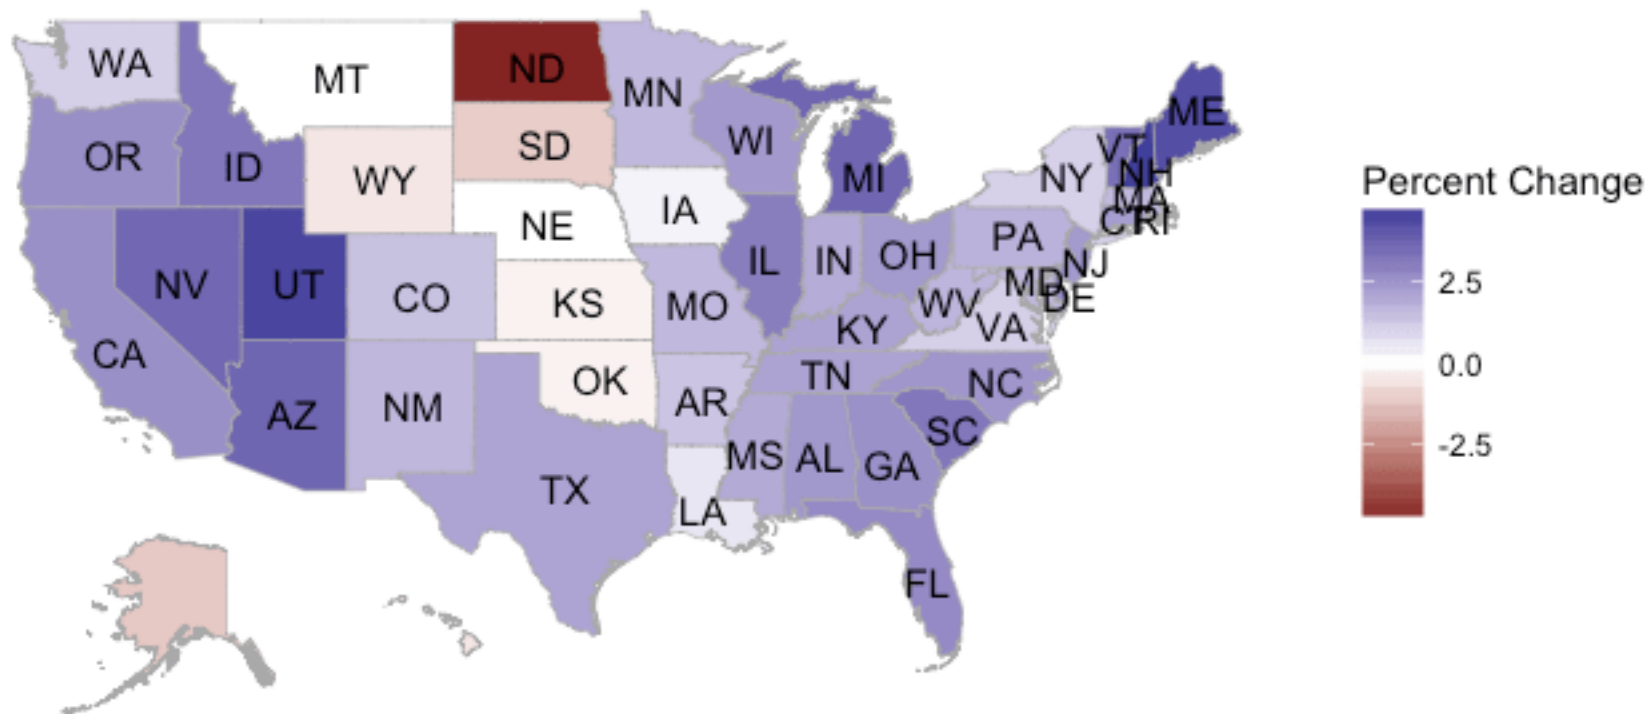 WA
MT
ND
MN
ME
OR
ID
WY
SD
WI
MI
NY
VT
NH
MA
CT
RI
NV
UT
CO
NE
IA
IL
IN
OH
PA
NJ
MD
DE
WV
VA
CA
KS
MO
KY
AZ
NM
OK
AR
TN
NC
SC
TX
MS
AL
GA
LA
FL
Percent Change
2.5
0.0
-2.5